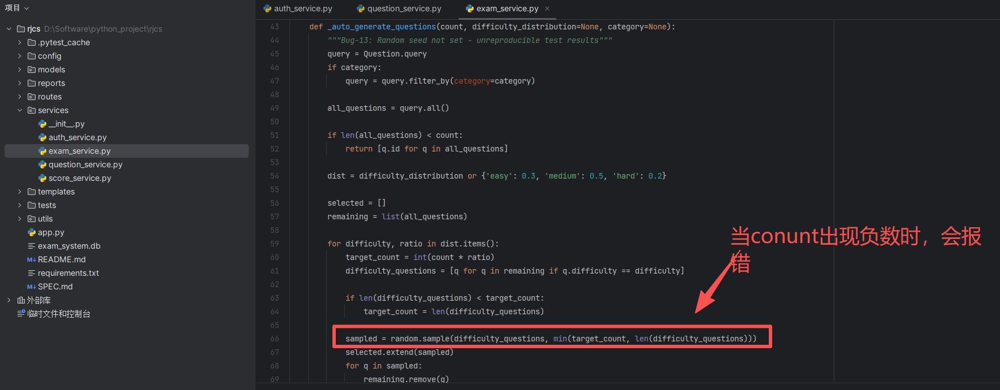 项目
rjcs D:\Software\python_project\rjcs
.pytest_cache
config
models
reports
routes
services
__init__.py
auth_service.py
exam_service.py
question_service.py
score_service.py
templates
tests
utils
app.py
exam_system.db
README.md
requirements.txt
SPEC.md
外部库
临时文件和控制台
auth_service.py question_service.py exam_service.py
43 def _auto_generate_questions(count, difficulty_distribution=None, category=None):
44 """Bug-13: Random seed not set - unreproducible test results"""
45 query = Question.query
46 if category:
47 query = query.filter_by(category=category)
48
49 all_questions = query.all()
50
51 if len(all_questions) < count:
52 return [q.id for q in all_questions]
53
54 dist = difficulty_distribution or {'easy': 0.3, 'medium': 0.5, 'hard': 0.2}
55
56 selected = []
57 remaining = list(all_questions)
58
59 for difficulty, ratio in dist.items():
60 target_count = int(count * ratio)
61 difficulty_questions = [q for q in remaining if q.difficulty == difficulty]
62
63 if len(difficulty_questions) < target_count:
64 target_count = len(difficulty_questions)
65
66 sampled = random.sample(difficulty_questions, min(target_count, len(difficulty_questions)))
67 selected.extend(sampled)
68 for q in sampled:
69 remaining.remove(q)
当conunt出现负数时，会报
错